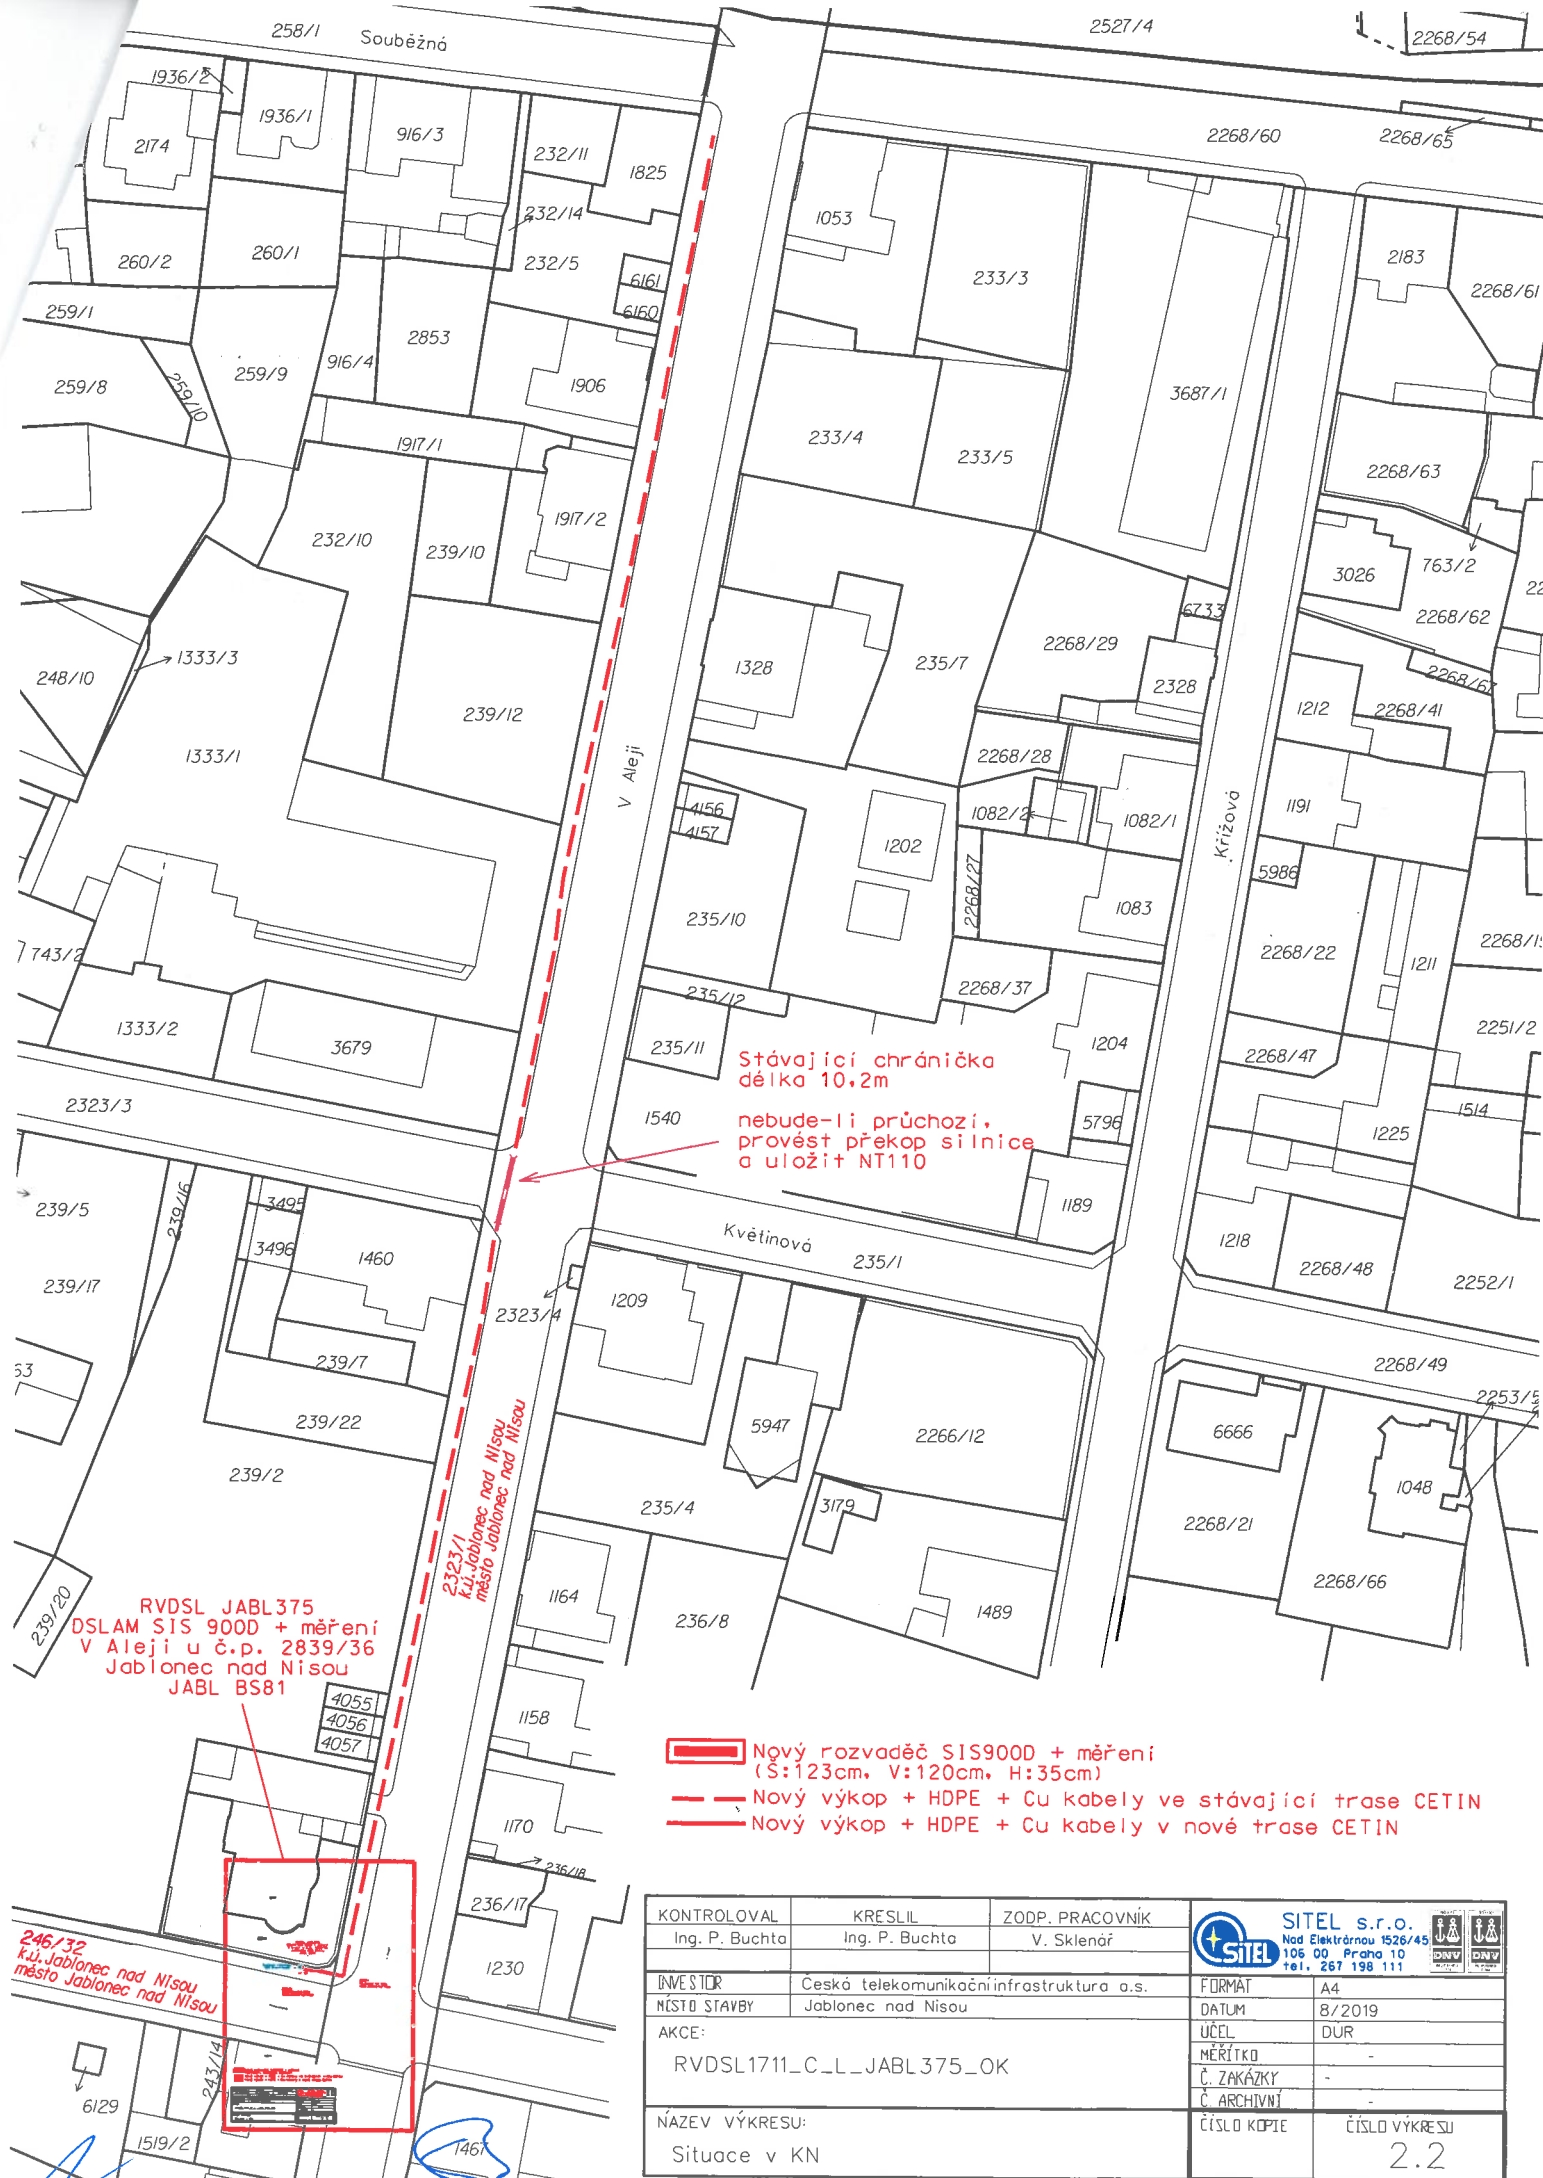 258/1
Souběžná
2527/4
2268/54
1936/2
1936/1
916/3
2174
232/11
1825
2268/60
2268/65
232/14
1053
260/2
260/1
232/5
6161
6160
233/3
2183
2268/61
259/1
2853
916/4
259/8
259/10
259/9
1906
3687/1
1917/1
233/4
233/5
2268/63
1917/2
232/10
239/10
3026
763/2
2268/62
6733
1333/3
248/10
1328
235/7
2268/29
2328
2268/67
1212
2268/41
239/12
1333/1
V Aleji
2268/28
4156
4157
1082/2
1082/1
Křížová
1191
1202
5986
2268/27
1083
235/10
743/2
2268/22
1211
2268/37
235/12
1333/2
3679
235/11
1204
2251/2
2268/47
Stávající chránička
délka 10,2m
nebude-li průchozí,
provést překop silnice
a uložit NT110
2323/3
1540
5796
1514
1225
239/5
239/16
3495
3496
1460
1189
1218
Květinová
235/1
2268/48
2252/1
239/17
2323/4
1209
239/7
2268/49
2253/5
63
239/22
5947
2266/12
6666
1048
239/2
2323/1
k.ú. Jablonec nad Nisou
město Jablonec nad Nisou
235/4
3179
2268/21
2268/66
1164
236/8
1489
239/20
RVDSL JABL375
DSLAM SIS 900D + měření
V Aleji u č.p. 2839/36
Jablonec nad Nisou
JABL BS81
4055
4056
4057
1158
Nový rozvaděč SIS900D + měření
(Š:123cm, V:120cm, H:35cm)
Nový výkop + HDPE + Cu kabely ve stávající trase CETIN
Nový výkop + HDPE + Cu kabely v nové trase CETIN
1170
236/18
236/17
1230
246/32
k.ú. Jablonec nad Nisou
město Jablonec nad Nisou
243/14
6129
1519/2
1467
KONTROLOVAL KRESLIL ZODP. PRACOVNÍK
Ing. P. Buchta Ing. P. Buchta V. Sklenář
SITEL
SITEL s.r.o.
Nad Elektrárnou 1526/45
106 00 Praha 10
tel. 267 198 111
DNV DNV
INVESTOR Česká telekomunikační infrastruktura a.s.
MÍSTO STAVBY Jablonec nad Nisou
FORMÁT A4
DATUM 8/2019
ÚČEL DUR
MĚŘÍTKO -
Č. ZAKÁZKY -
Č. ARCHIVNÍ -
AKCE:
RVDSL1711_C_L_JABL375_OK
NÁZEV VÝKRESU:
Situace v KN
ČÍSLO KOPIE
ČÍSLO VÝKRESU
2.2